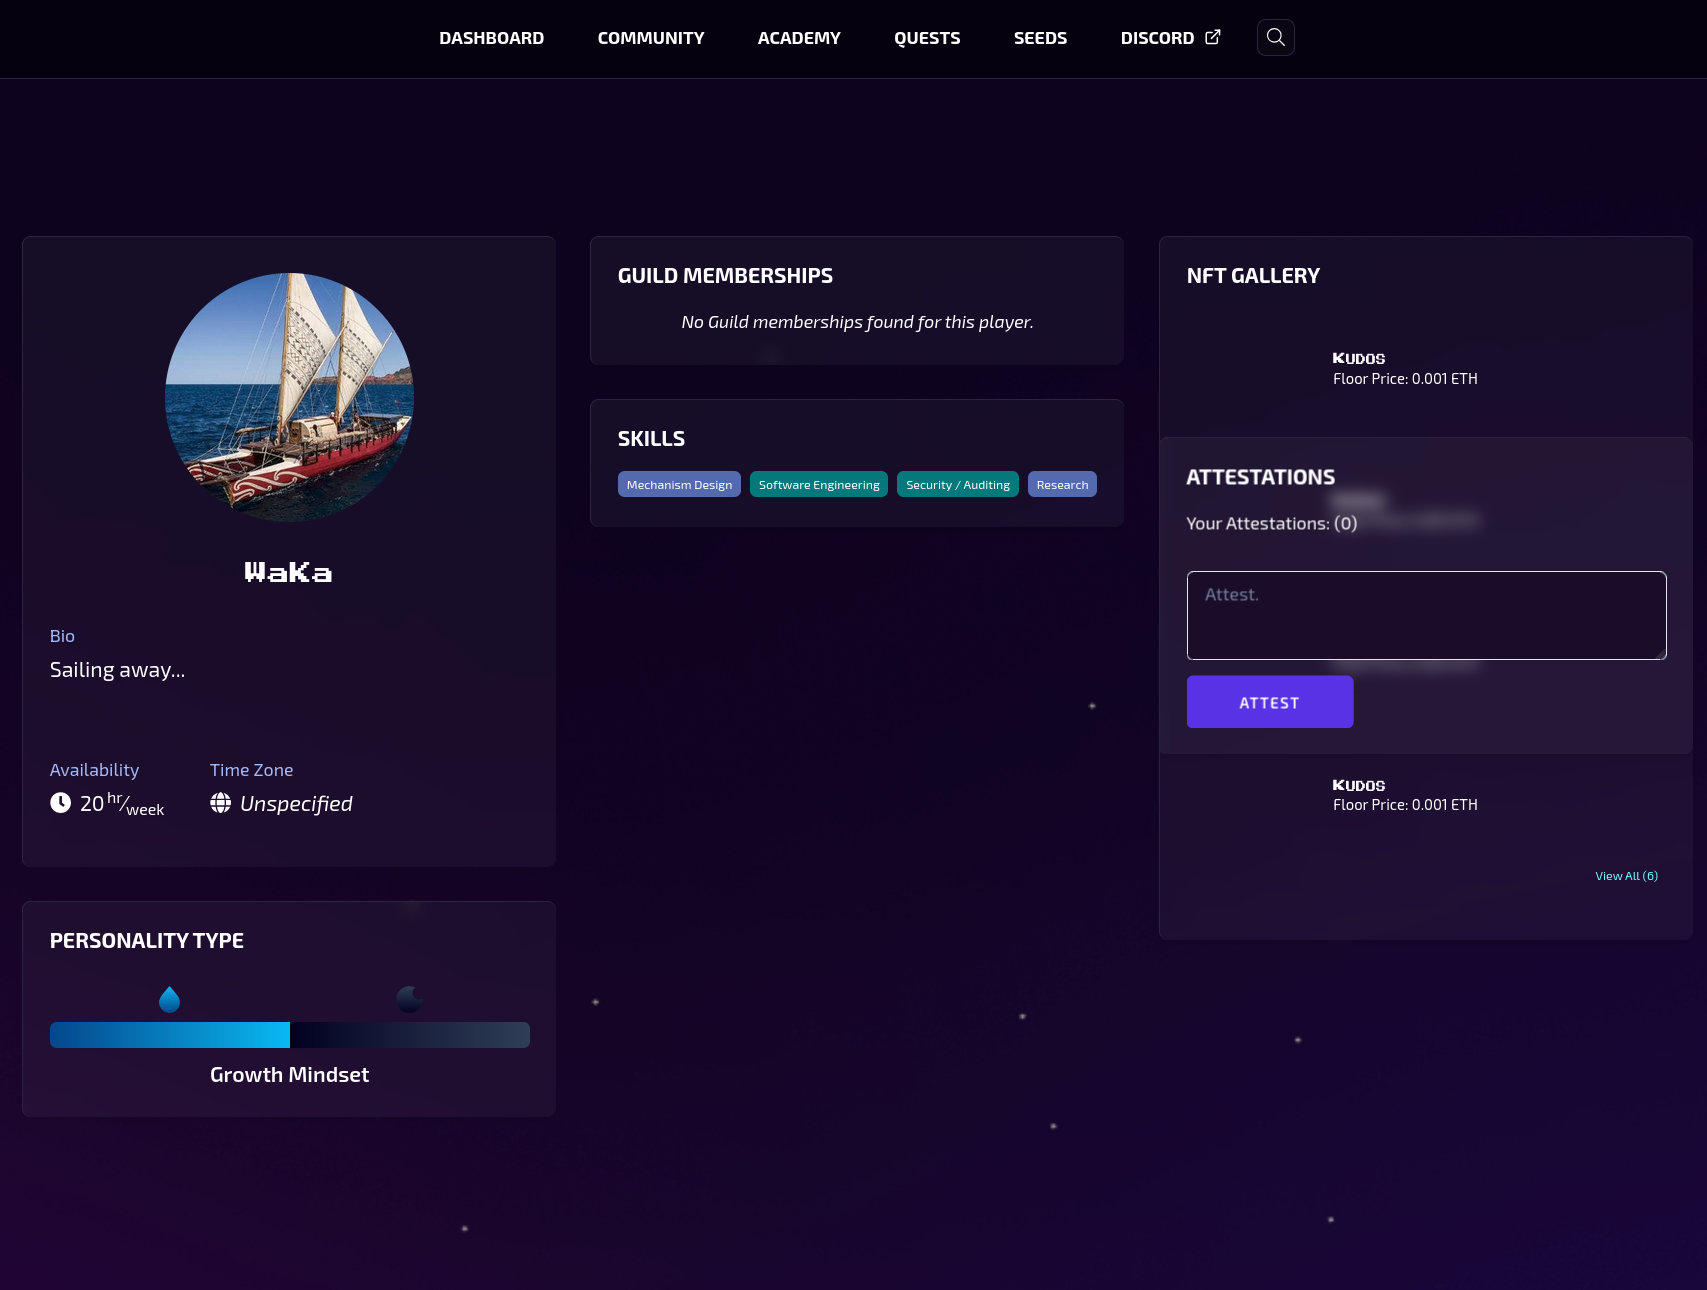 DASHBOARD COMMUNITY ACADEMY QUESTS SEEDS DISCORD
Waka
Bio
Sailing away...
Availability
20 hr/week
Time Zone
Unspecified
PERSONALITY TYPE
Growth Mindset
GUILD MEMBERSHIPS
No Guild memberships found for this player.
SKILLS
Mechanism Design Software Engineering Security / Auditing Research
NFT GALLERY
Kudos
Floor Price: 0.001 ETH
ATTESTATIONS
Your Attestations: (0)
Attest.
ATTEST
Kudos
Floor Price: 0.001 ETH
View All (6)